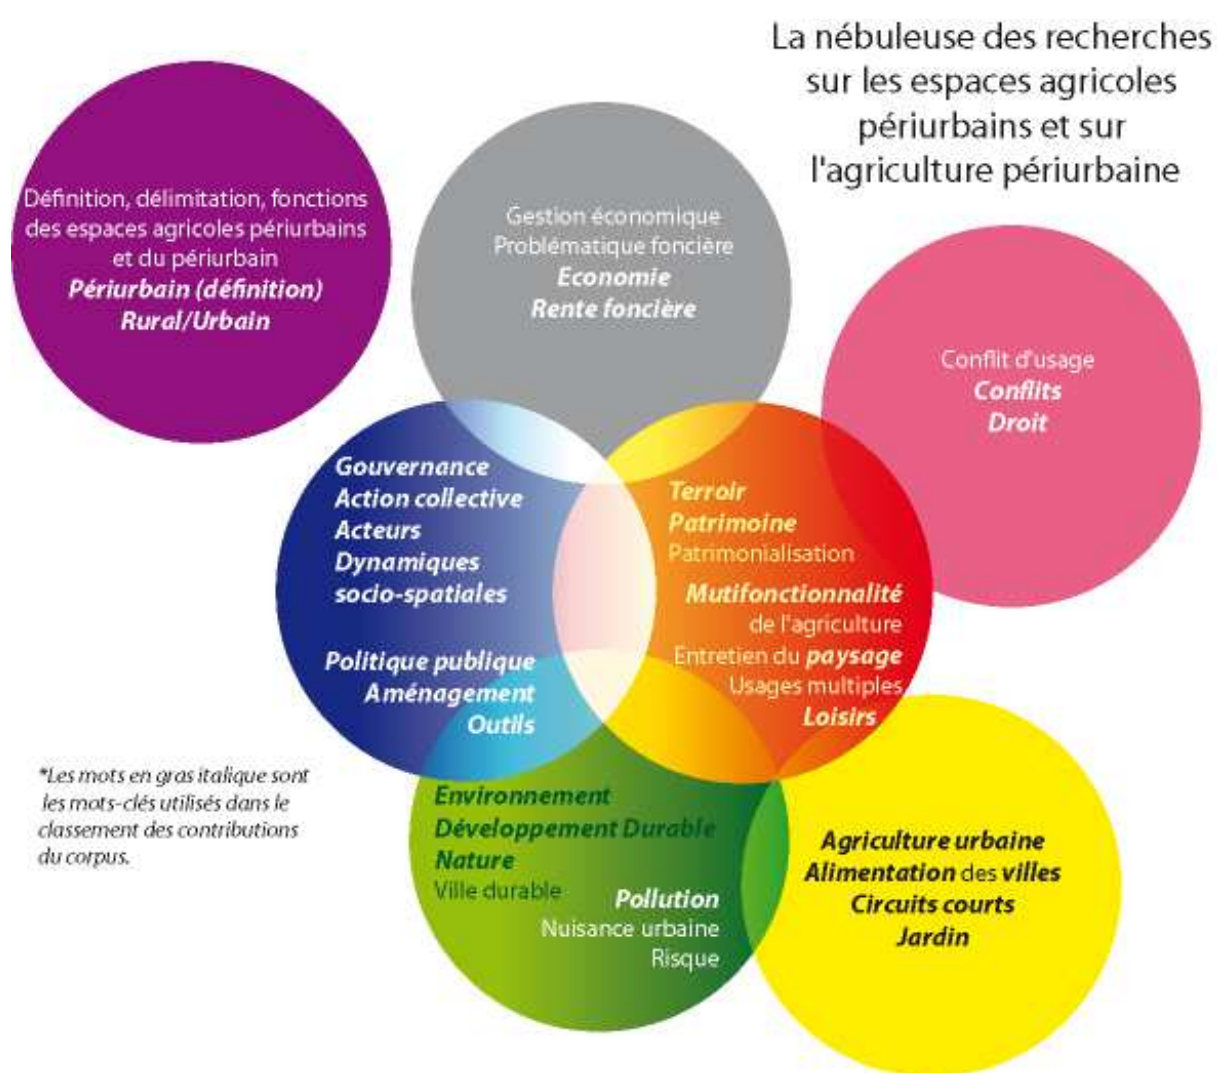 La nébuleuse des recherches
sur les espaces agricoles
périurbains et sur
l'agriculture périurbaine
Définition, délimitation, fonctions
des espaces agricoles périurbains
et du périurbain
Périurbain (définition)
Rural/Urbain
Gestion économique
Problématique foncière
Economie
Rente foncière
Conflit d'usage
Conflits
Droit
Gouvernance
Action collective
Acteurs
Dynamiques
socio-spatiales
Politique publique
Aménagement
Outils
Terroir
Patrimoine
Patrimonialisation
Mutifonctionnalité
de l'agriculture
Entretien du paysage
Usages multiples
Loisirs
*Les mots en gras italique sont
les mots-clés utilisés dans le
classement des contributions
du corpus.
Environnement
Développement Durable
Nature
Ville durable
Pollution
Nuisance urbaine
Risque
Agriculture urbaine
Alimentation des villes
Circuits courts
Jardin